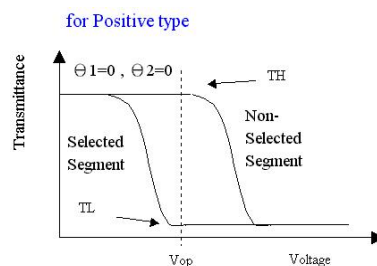 for Positive type
Θ1=0 , Θ2=0
TH
Transmittance
Non-
Selected
Segment
Selected
Segment
TL
Vop
Voltage